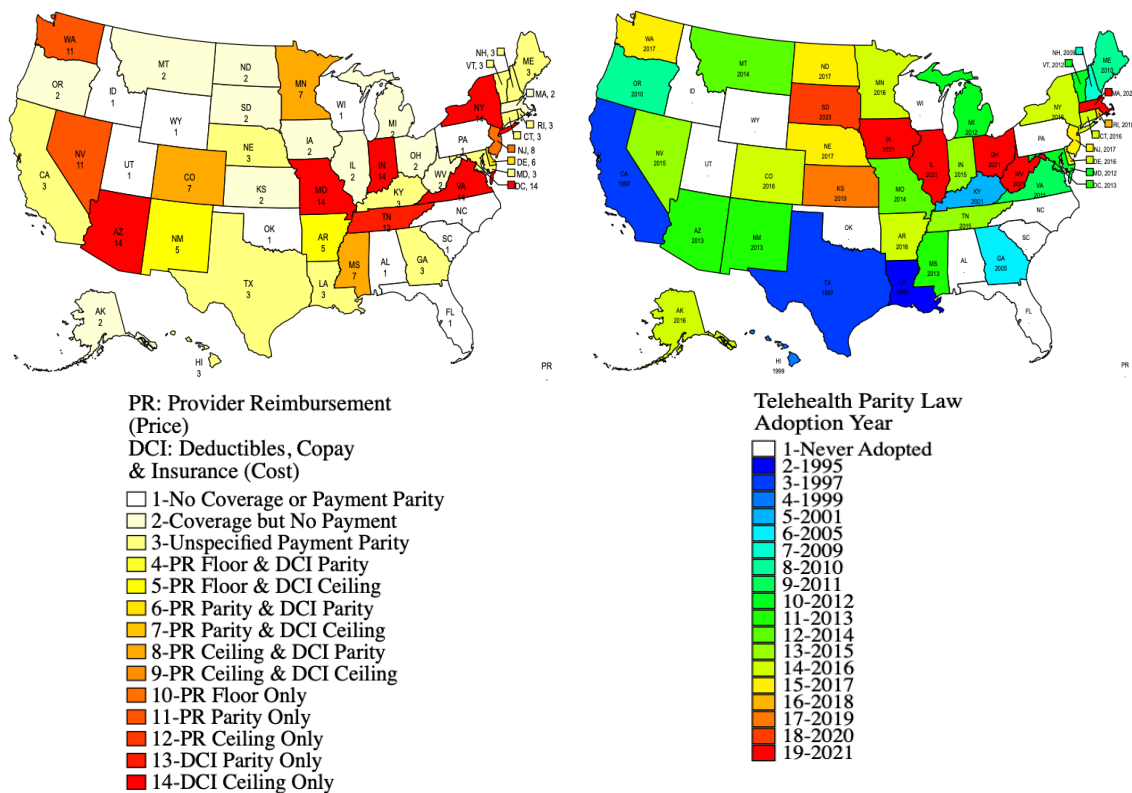 WA
11
OR
2
CA
3
NV
11
ID
1
MT
2
WY
1
UT
1
AZ
14
CO
7
NM
5
ND
2
SD
2
NE
3
KS
2
OK
1
TX
3
MN
7
IA
2
MO
14
AR
5
LA
3
WI
1
IL
2
MI
2
IN
14
OH
2
KY
3
TN
12
MS
7
AL
1
GA
3
FL
1
SC
1
NC
1
VA
14
WV
2
PA
1
NY
14
ME
3
NH, 3
VT, 3
MA, 2
RI, 3
CT, 3
NJ, 8
DE, 6
MD, 3
DC, 14
AK
2
HI
3
PR
PR: Provider Reimbursement
(Price)
DCI: Deductibles, Copay
& Insurance (Cost)
1-No Coverage or Payment Parity
2-Coverage but No Payment
3-Unspecified Payment Parity
4-PR Floor & DCI Parity
5-PR Floor & DCI Ceiling
6-PR Parity & DCI Parity
7-PR Parity & DCI Ceiling
8-PR Ceiling & DCI Parity
9-PR Ceiling & DCI Ceiling
10-PR Floor Only
11-PR Parity Only
12-PR Ceiling Only
13-DCI Parity Only
14-DCI Ceiling Only
WA
2017
OR
2010
CA
1997
NV
2015
ID
MT
2014
WY
UT
AZ
2013
CO
2016
NM
2013
ND
2017
SD
2020
NE
2017
KS
2019
OK
TX
1997
MN
2016
IA
2021
MO
2014
AR
2016
LA
WI
IL
2021
MI
2012
IN
2015
OH
2021
KY
2001
TN
2015
MS
2013
AL
GA
2005
FL
SC
NC
VA
2011
WV
PA
NY
2016
ME
2010
NH, 2009
VT, 2012
MA, 202
RI, 2018
CT, 2016
NJ, 2017
DE, 2016
MD, 2012
DC, 2013
AK
2016
HI
1999
PR
Telehealth Parity Law
Adoption Year
1-Never Adopted
2-1995
3-1997
4-1999
5-2001
6-2005
7-2009
8-2010
9-2011
10-2012
11-2013
12-2014
13-2015
14-2016
15-2017
16-2018
17-2019
18-2020
19-2021